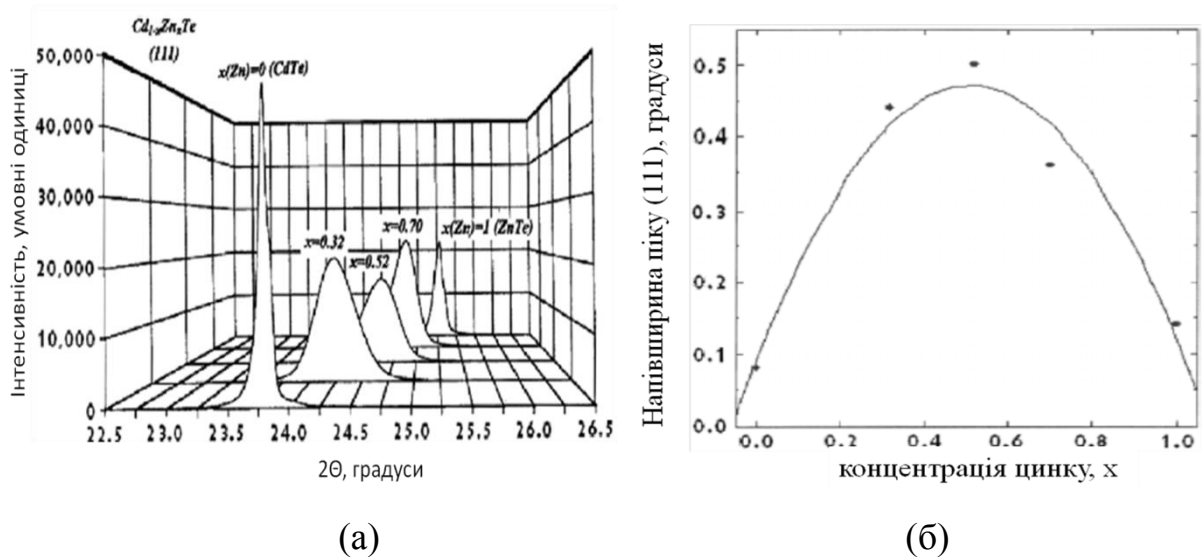 Cd1-xZnxTe
(111)
x(Zn)=0 (CdTe)
x=0.32
x=0.52
x=0.70
x(Zn)=1 (ZnTe)
Інтенсивність, умовні одиниці
50,000
40,000
30,000
20,000
10,000
0
22.5 23.0 23.5 24.0 24.5 25.0 25.5 26.0 26.5
2Θ, градуси
(а)
Напівширина піку (111), градуси
0.5
0.4
0.3
0.2
0.1
0.0
0.0 0.2 0.4 0.6 0.8 1.0
концентрація цинку, x
(б)